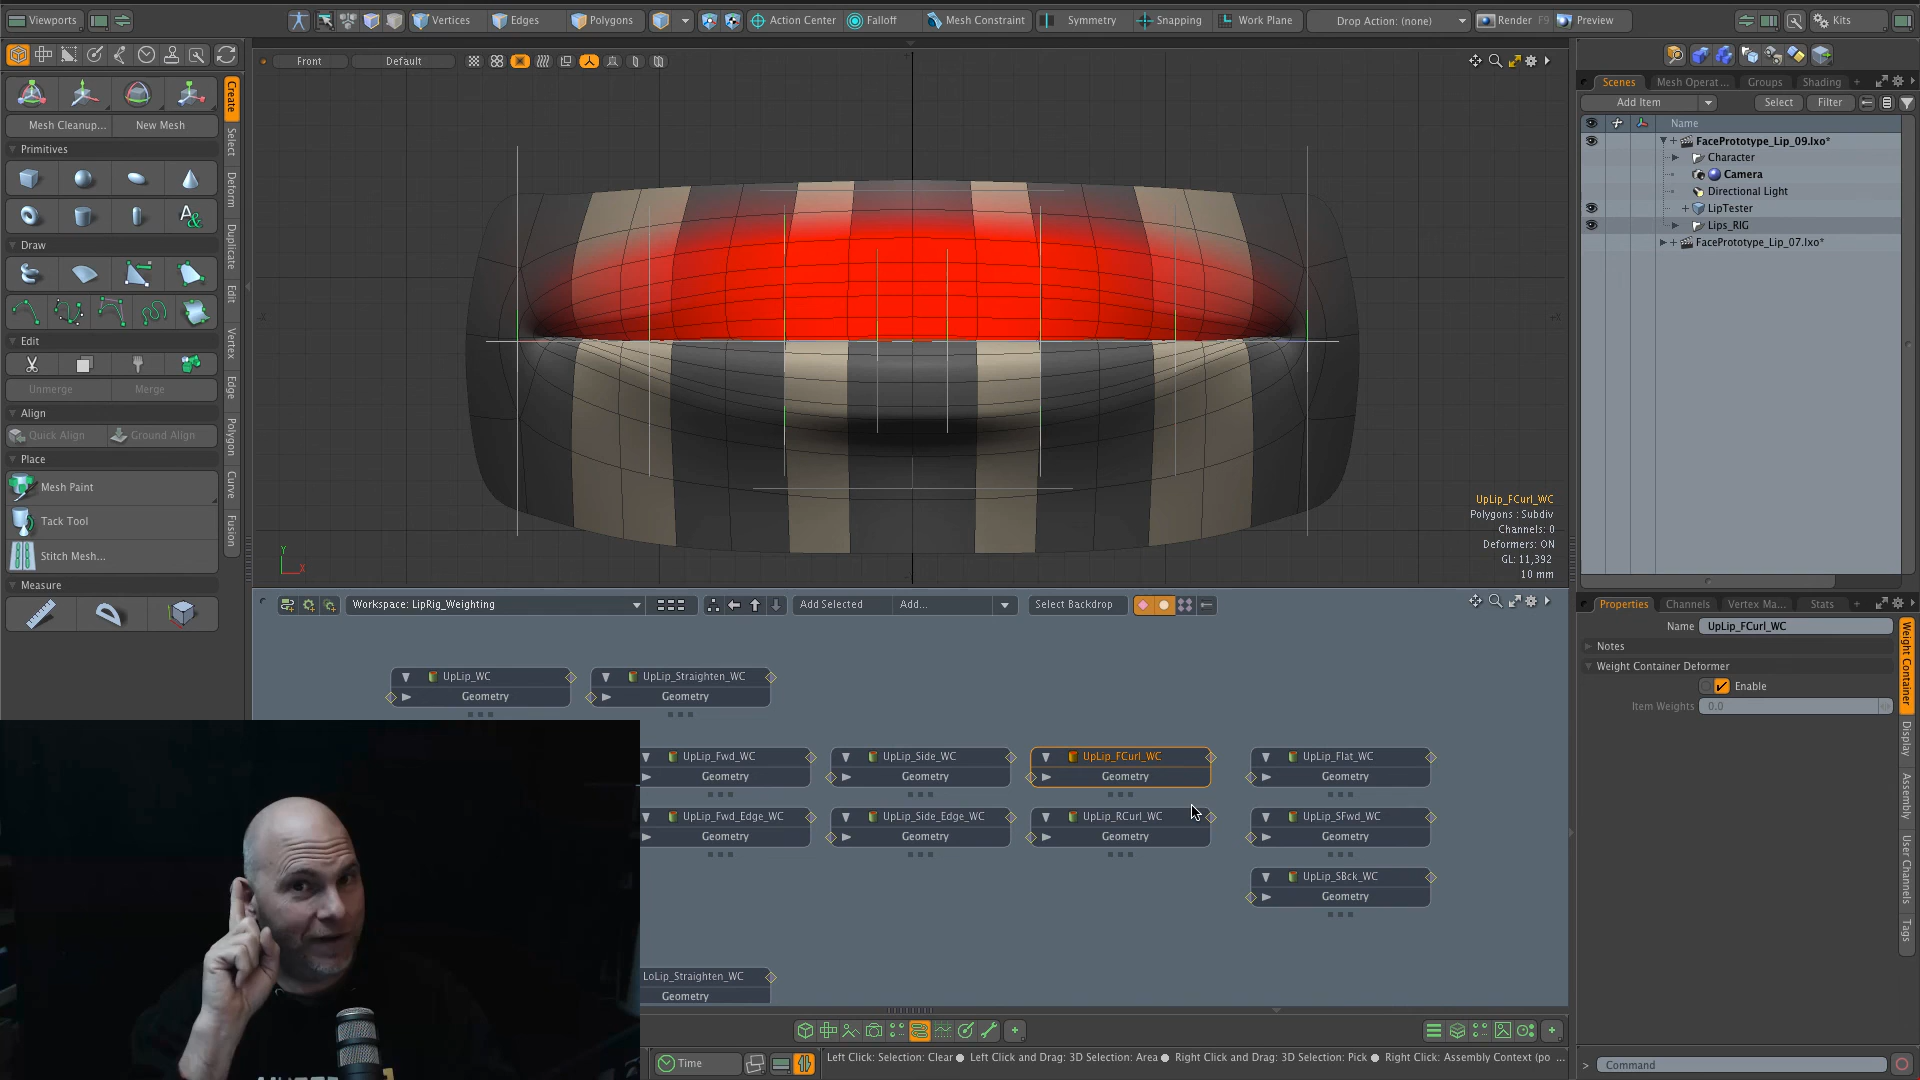 Viewports
Vertices
Edges
Polygons
Action Center
Falloff
Mesh Constraint
Symmetry
Snapping
Work Plane
Drop Action: (none)
Render F9
Preview
Kits
Front
Default
Mesh Cleanup...
New Mesh
Primitives
Draw
Edit
Unmerge
Merge
Align
Quick Align
Ground Align
Place
Mesh Paint
Tack Tool
Stitch Mesh...
Measure
Create
Select
Deform
Duplicate
Edit
Vertex
Edge
Polygon
Curve
Fusion
UpLip_FCurl_WC
Polygons : Subdiv
Channels: 0
Deformers: ON
GL: 11,392
10 mm
Y
X
Scenes
Mesh Operat...
Groups
Shading
Add Item
Select
Filter
Name
FacePrototype_Lip_09.lxo*
Character
Camera
Directional Light
LipTester
Lips_RIG
FacePrototype_Lip_07.lxo*
Workspace: LipRig_Weighting
Add Selected
Add...
Select Backdrop
UpLip_WC
Geometry
UpLip_Straighten_WC
Geometry
UpLip_Fwd_WC
Geometry
UpLip_Side_WC
Geometry
UpLip_FCurl_WC
Geometry
UpLip_Flat_WC
Geometry
UpLip_Fwd_Edge_WC
Geometry
UpLip_Side_Edge_WC
Geometry
UpLip_RCurl_WC
Geometry
UpLip_SFwd_WC
Geometry
UpLip_SBck_WC
Geometry
LoLip_Straighten_WC
Geometry
Properties
Channels
Vertex Ma...
Stats
Name
UpLip_FCurl_WC
Notes
Weight Container Deformer
Enable
Item Weights
0.0
Weight Container
Display
Assembly
User Channels
Tags
Time
Left Click: Selection: Clear ● Left Click and Drag: 3D Selection: Area ● Right Click and Drag: 3D Selection: Pick ● Right Click: Assembly Context (po ...
Command